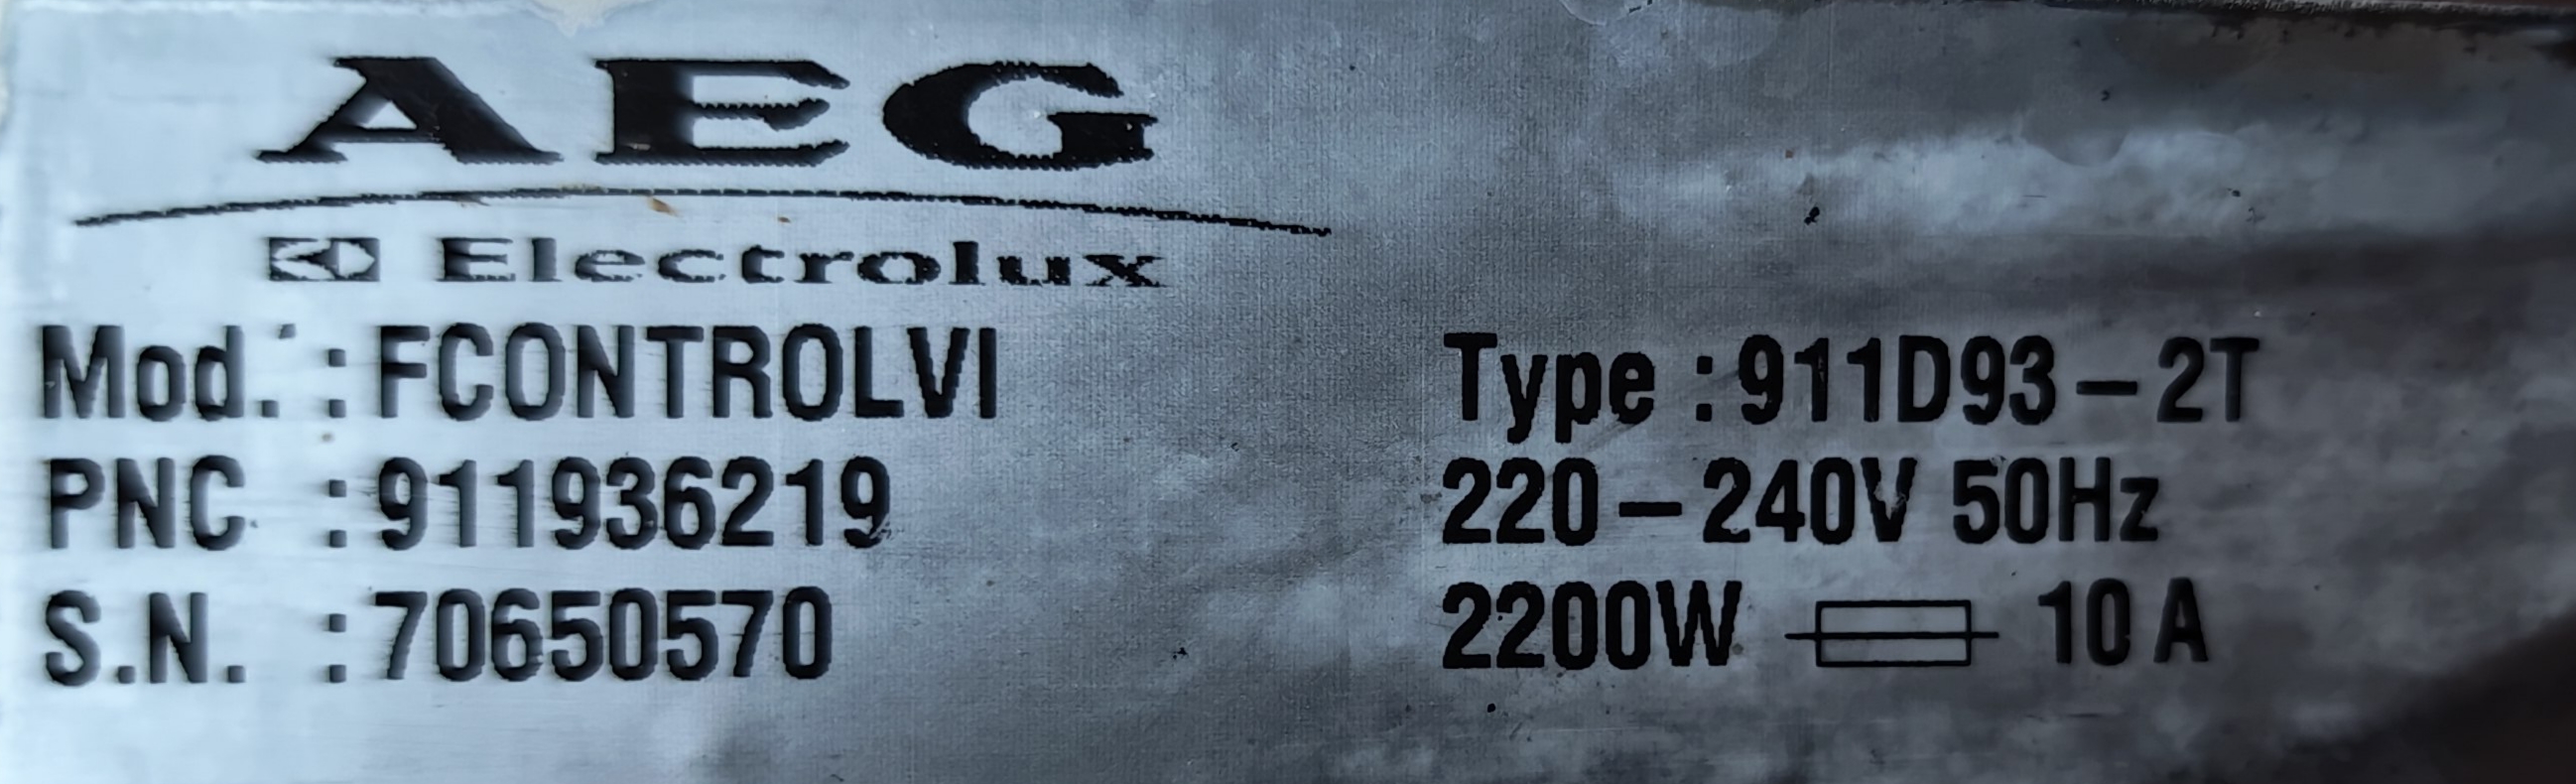 AEG
Electrolux
Mod. : FCONTROLVI
PNC : 911936219
S.N. : 70650570
Type : 911D93-2T
220-240V 50Hz
2200W 10 A